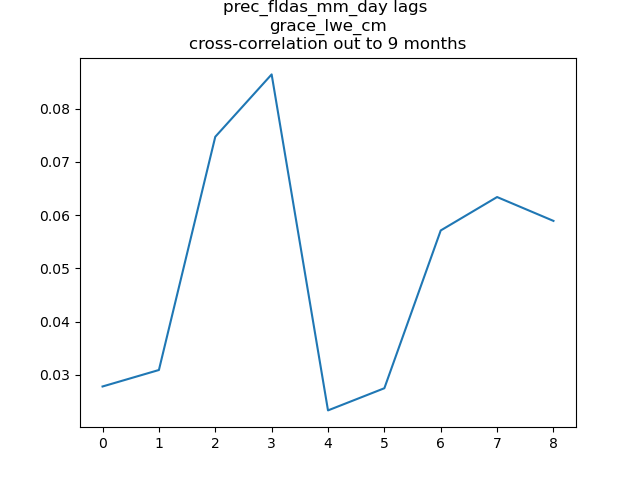 prec_fldas_mm_day lags
grace_lwe_cm
cross-correlation out to 9 months
0.08
0.07
0.06
0.05
0.04
0.03
0 1 2 3 4 5 6 7 8